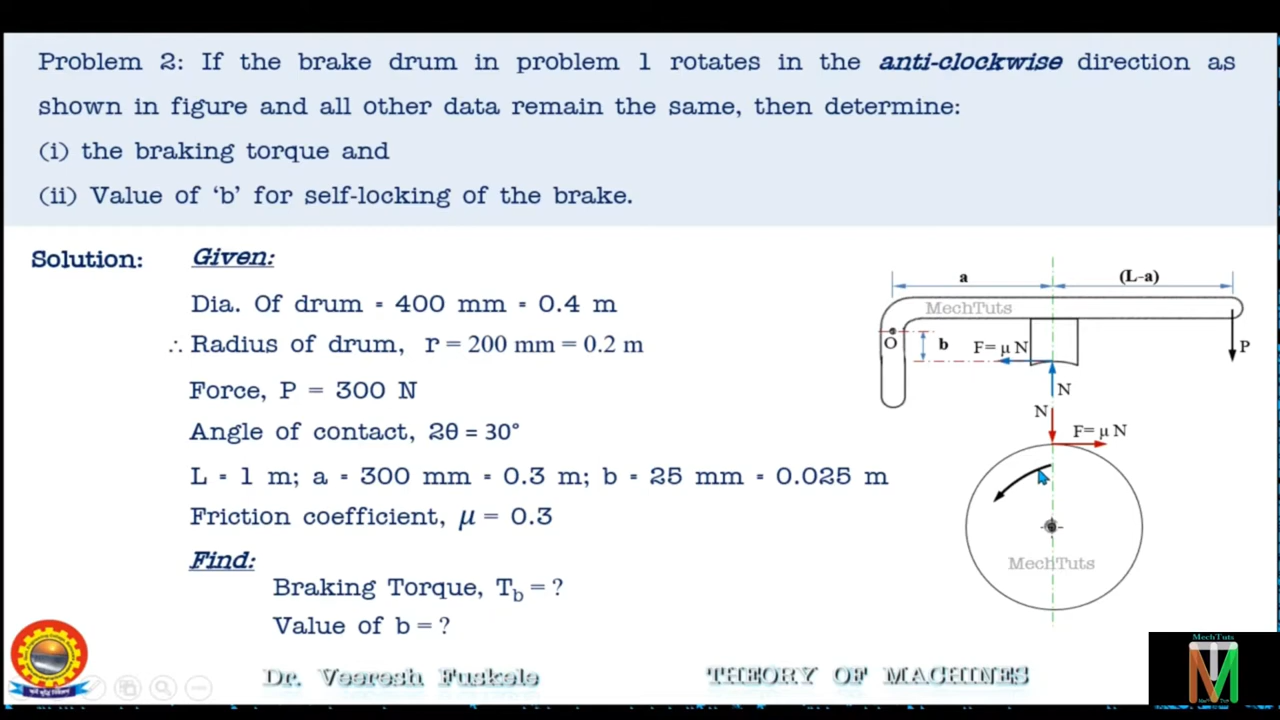 Problem 2: If the brake drum in problem 1 rotates in the anti-clockwise direction as
shown in figure and all other data remain the same, then determine:
(i) the braking torque and
(ii) Value of ‘b’ for self-locking of the brake.
Solution: Given:
Dia. Of drum = 400 mm = 0.4 m
∴ Radius of drum, r = 200 mm = 0.2 m
Force, P = 300 N
Angle of contact, 2θ = 30°
L = 1 m; a = 300 mm = 0.3 m; b = 25 mm = 0.025 m
Friction coefficient, μ = 0.3
Find:
Braking Torque, Tb = ?
Value of b = ?
a
(L-a)
MechTuts
O
b
F= μ N
P
N
N
F= μ N
MechTuts
Dr. Veeresh Fuskele
THEORY OF MACHINES
MechTuts